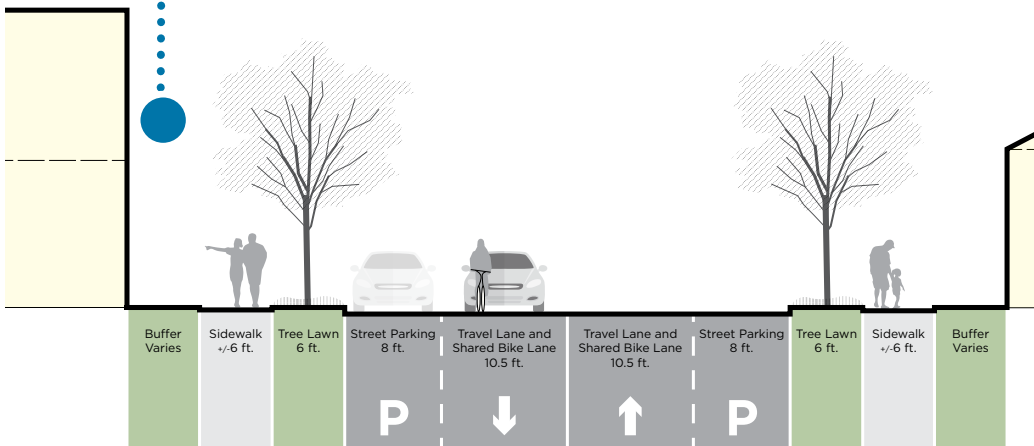 Buffer
Varies
Sidewalk
+/-6 ft.
Tree Lawn
6 ft.
Street Parking
8 ft.
P
Travel Lane and
Shared Bike Lane
10.5 ft.
Travel Lane and
Shared Bike Lane
10.5 ft.
Street Parking
8 ft.
P
Tree Lawn
6 ft.
Sidewalk
+/-6 ft.
Buffer
Varies